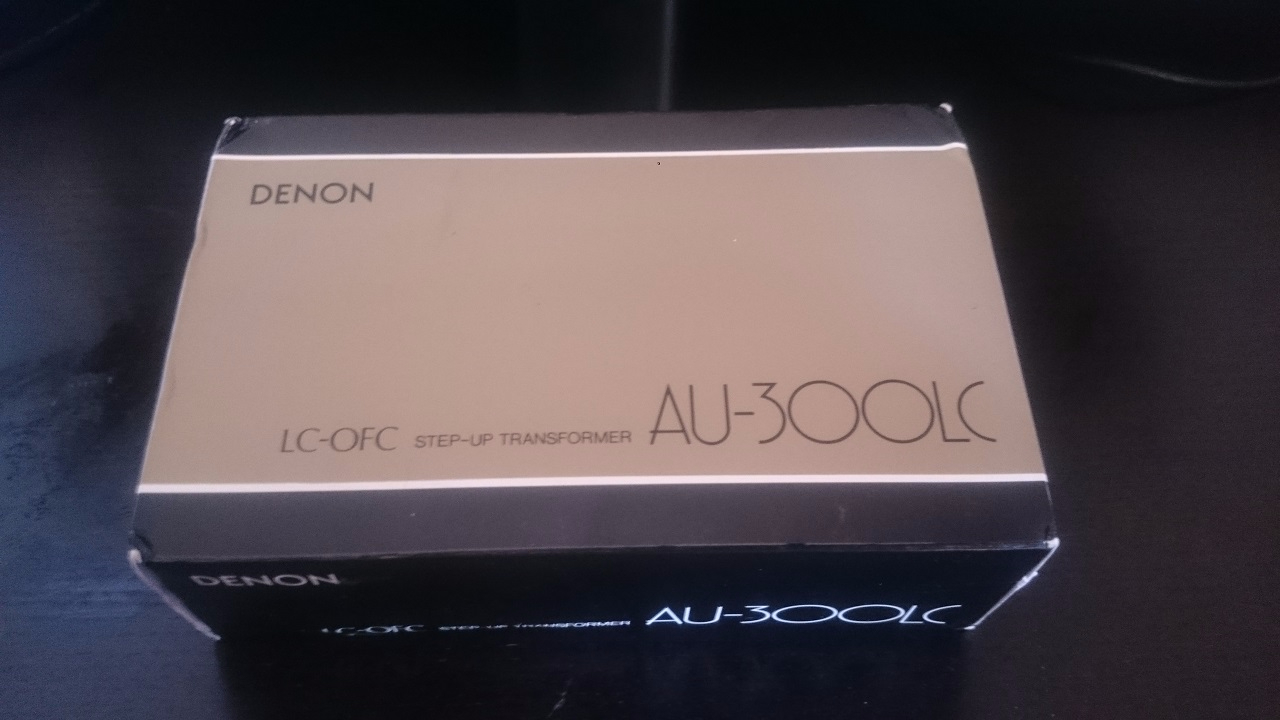 DENON
LC-OFC STEP-UP TRANSFORMER AU-300LC
DENON
LC-OFC STEP-UP TRANSFORMER AU-300LC